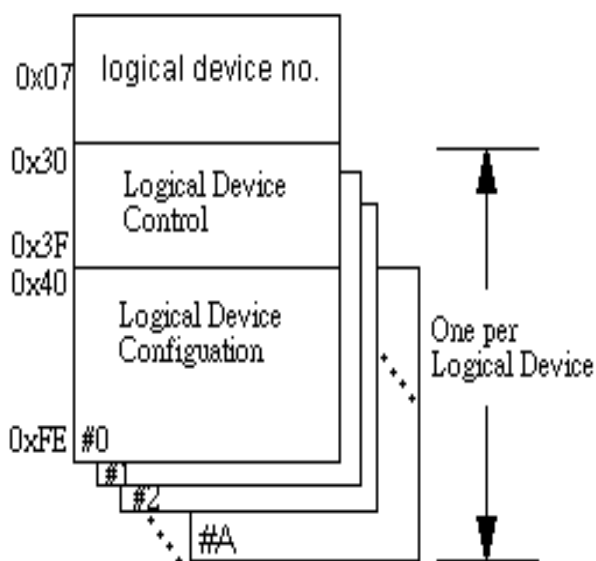 0x07
logical device no.
0x30
Logical Device
Control
0x3F
0x40
Logical Device
Configuation
One per
Logical Device
0xFE
#0
#1
#2
#A